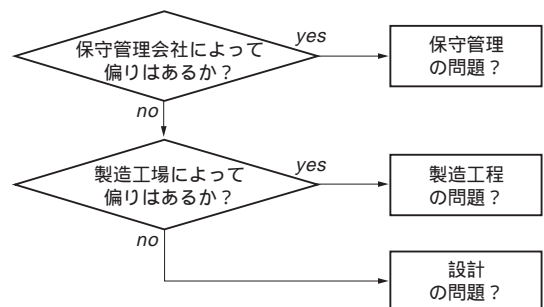 保守管理会社によって
偏りはあるか？
yes
保守管理
の問題？
no
製造工場によって
偏りはあるか？
yes
製造工程
の問題？
no
設計
の問題？